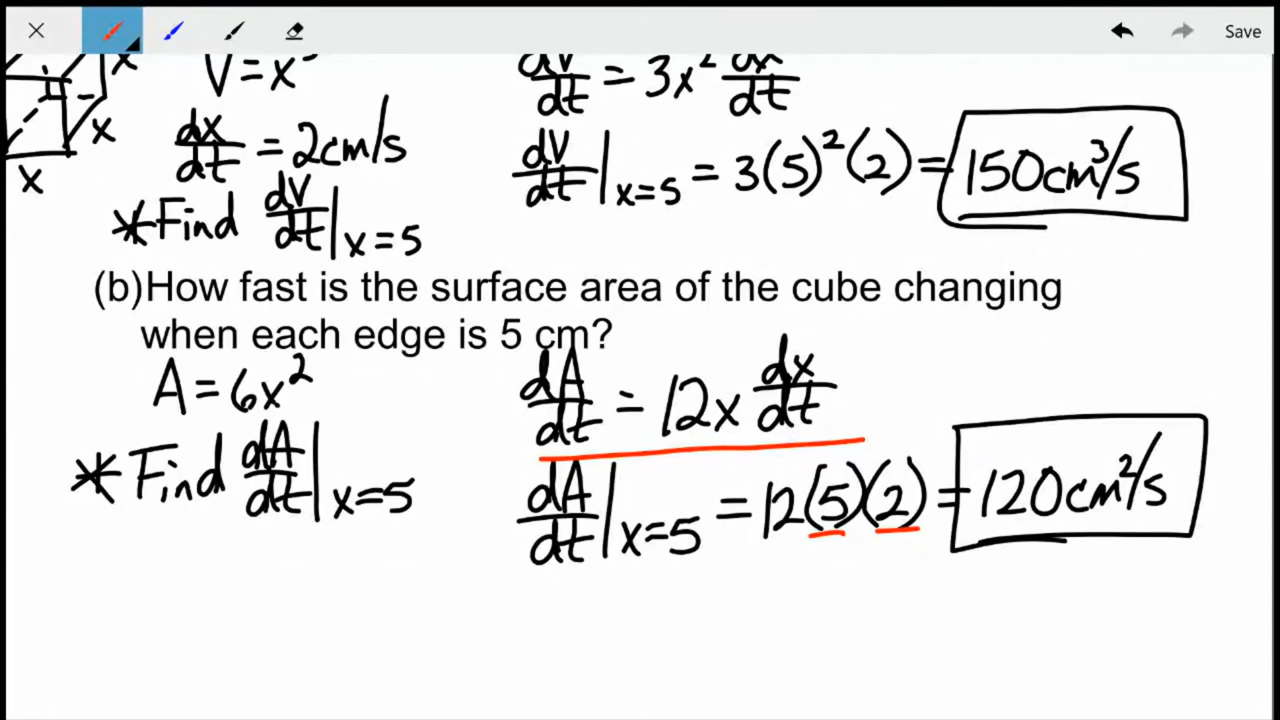 Save
x
V = x³
dV/dt = 3x² dx/dt
x
dx/dt = 2cm/s
dV/dt|x=5 = 3(5)²(2) = 150cm³/s
x
*Find dV/dt|x=5
(b)How fast is the surface area of the cube changing
when each edge is 5 cm?
A = 6x²
dA/dt = 12x dx/dt
*Find dA/dt|x=5
dA/dt|x=5 = 12(5)(2) = 120cm²/s